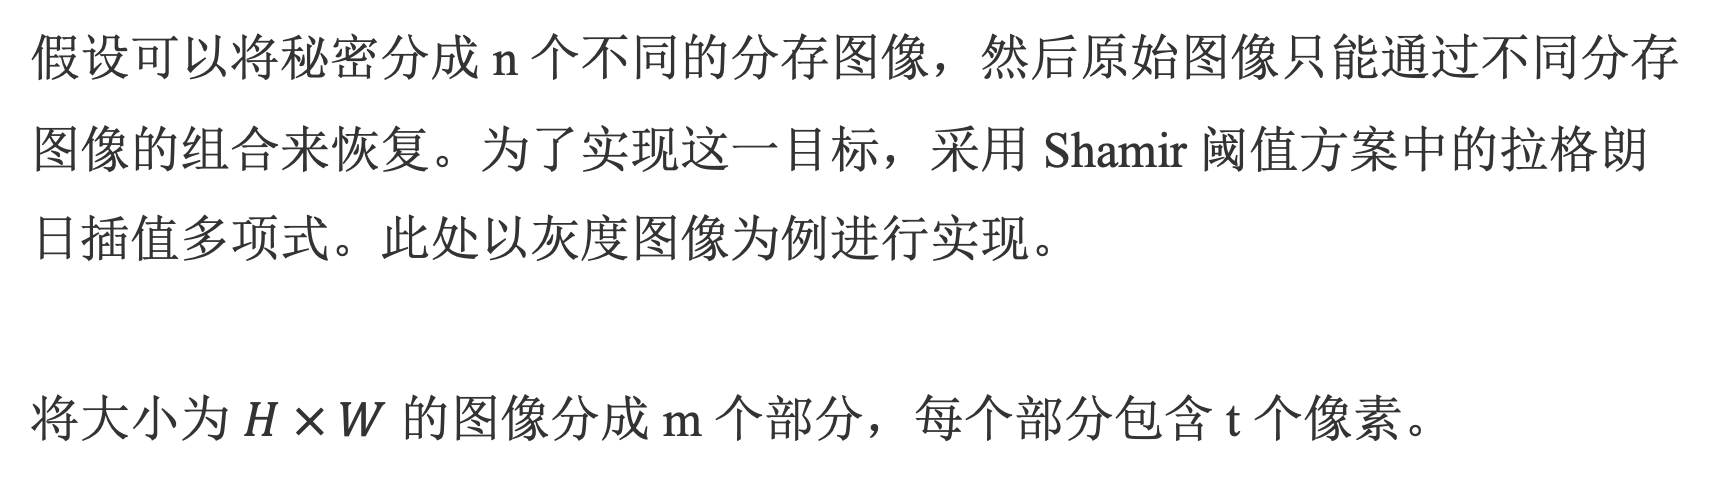 假设可以将秘密分成 n 个不同的分存图像，然后原始图像只能通过不同分存
图像的组合来恢复。为了实现这一目标，采用 Shamir 阈值方案中的拉格朗
日插值多项式。此处以灰度图像为例进行实现。
将大小为 H × W 的图像分成 m 个部分，每个部分包含 t 个像素。